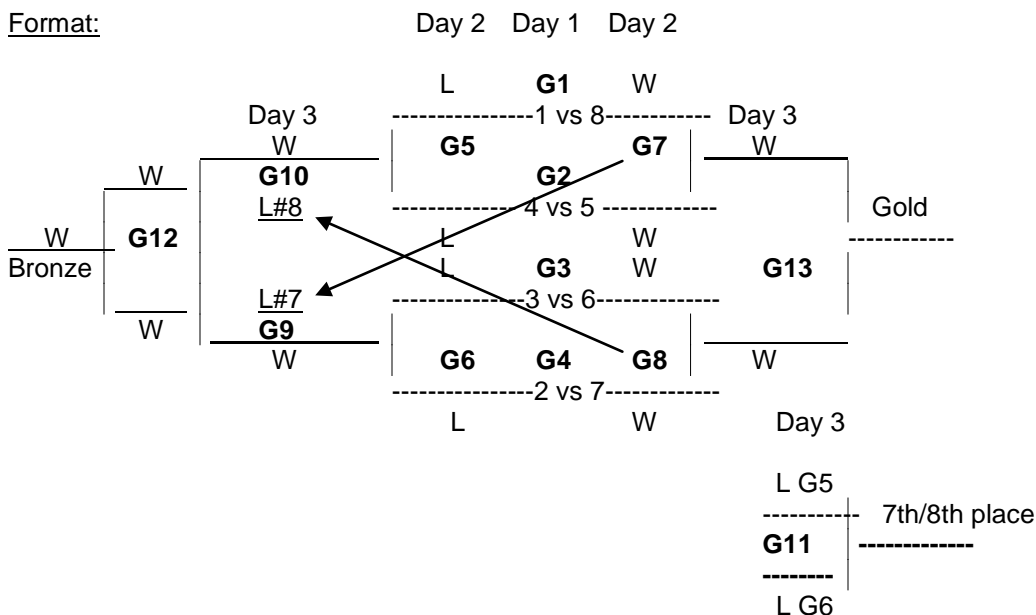 Format: Day 2 Day 1 Day 2
L G1 W
Day 3 1 vs 8 Day 3
W G5 G7 W
W G10 G2
L#8 4 vs 5 Gold
W G12 L W
Bronze L G3 W G13
L#7 3 vs 6
W G9
W G6 G4 G8 W
2 vs 7
L W Day 3
L G5
7th/8th place
G11
L G6